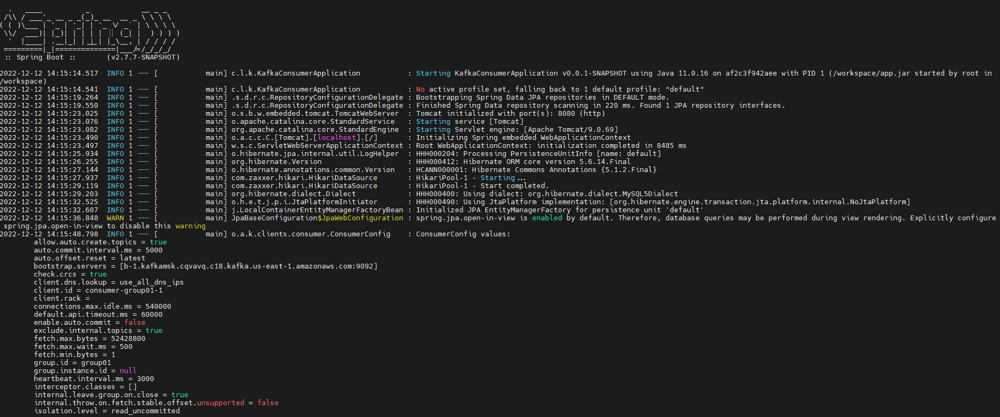 .   ____          _            __ _ _
 /\\ / ___'_ __ _ _(_)_ __  __ _ \ \ \ \
( ( )\___ | '_ | '_| | '_ \/ _` | \ \ \ \
 \\/  ___)| |_)| | | | | || (_| |  ) ) ) )
  '  |____| .__|_| |_|_| |_\__, | / / / /
 =========|_|==============|___/=/_/_/_/
 :: Spring Boot ::       (v2.7.7-SNAPSHOT)
2022-12-12 14:15:14.517  INFO 1 --- [           main] c.l.k.KafkaConsumerApplication           : Starting KafkaConsumerApplication v0.0.1-SNAPSHOT using Java 11.0.16 on af2c3f942aee with PID 1 (/workspace/app.jar started by root in
/workspace)
2022-12-12 14:15:14.541  INFO 1 --- [           main] c.l.k.KafkaConsumerApplication           : No active profile set, falling back to 1 default profile: "default"
2022-12-12 14:15:19.264  INFO 1 --- [           main] .s.d.r.c.RepositoryConfigurationDelegate : Bootstrapping Spring Data JPA repositories in DEFAULT mode.
2022-12-12 14:15:19.550  INFO 1 --- [           main] .s.d.r.c.RepositoryConfigurationDelegate : Finished Spring Data repository scanning in 220 ms. Found 1 JPA repository interfaces.
2022-12-12 14:15:23.025  INFO 1 --- [           main] o.s.b.w.embedded.tomcat.TomcatWebServer  : Tomcat initialized with port(s): 8080 (http)
2022-12-12 14:15:23.076  INFO 1 --- [           main] o.apache.catalina.core.StandardService   : Starting service [Tomcat]
2022-12-12 14:15:23.082  INFO 1 --- [           main] org.apache.catalina.core.StandardEngine  : Starting Servlet engine: [Apache Tomcat/9.0.69]
2022-12-12 14:15:23.490  INFO 1 --- [           main] o.a.c.c.C.[Tomcat].[localhost].[/]       : Initializing Spring embedded WebApplicationContext
2022-12-12 14:15:23.497  INFO 1 --- [           main] w.s.c.ServletWebServerApplicationContext : Root WebApplicationContext: initialization completed in 8485 ms
2022-12-12 14:15:25.934  INFO 1 --- [           main] o.hibernate.jpa.internal.util.LogHelper  : HHH000204: Processing PersistenceUnitInfo [name: default]
2022-12-12 14:15:26.255  INFO 1 --- [           main] org.hibernate.Version                    : HHH000412: Hibernate ORM core version 5.6.14.Final
2022-12-12 14:15:27.144  INFO 1 --- [           main] o.hibernate.annotations.common.Version   : HCANN000001: Hibernate Commons Annotations {5.1.2.Final}
2022-12-12 14:15:27.937  INFO 1 --- [           main] com.zaxxer.hikari.HikariDataSource       : HikariPool-1 - Starting...
2022-12-12 14:15:29.119  INFO 1 --- [           main] com.zaxxer.hikari.HikariDataSource       : HikariPool-1 - Start completed.
2022-12-12 14:15:29.203  INFO 1 --- [           main] org.hibernate.dialect.Dialect            : HHH000400: Using dialect: org.hibernate.dialect.MySQL5Dialect
2022-12-12 14:15:32.525  INFO 1 --- [           main] o.h.e.t.j.p.i.JtaPlatformInitiator       : HHH000490: Using JtaPlatform implementation: [org.hibernate.engine.transaction.jta.platform.internal.NoJtaPlatform]
2022-12-12 14:15:32.607  INFO 1 --- [           main] j.LocalContainerEntityManagerFactoryBean : Initialized JPA EntityManagerFactory for persistence unit 'default'
2022-12-12 14:15:36.848  WARN 1 --- [           main] JpaBaseConfiguration$JpaWebConfiguration : spring.jpa.open-in-view is enabled by default. Therefore, database queries may be performed during view rendering. Explicitly configure
 spring.jpa.open-in-view to disable this warning
2022-12-12 14:15:48.798  INFO 1 --- [           main] o.a.k.clients.consumer.ConsumerConfig    : ConsumerConfig values:
        allow.auto.create.topics = true
        auto.commit.interval.ms = 5000
        auto.offset.reset = latest
        bootstrap.servers = [b-1.kafkamsk.cqvavq.c18.kafka.us-east-1.amazonaws.com:9092]
        check.crcs = true
        client.dns.lookup = use_all_dns_ips
        client.id = consumer-group01-1
        client.rack =
        connections.max.idle.ms = 540000
        default.api.timeout.ms = 60000
        enable.auto.commit = false
        exclude.internal.topics = true
        fetch.max.bytes = 52428800
        fetch.max.wait.ms = 500
        fetch.min.bytes = 1
        group.id = group01
        group.instance.id = null
        heartbeat.interval.ms = 3000
        interceptor.classes = []
        internal.leave.group.on.close = true
        internal.throw.on.fetch.stable.offset.unsupported = false
        isolation.level = read_uncommitted